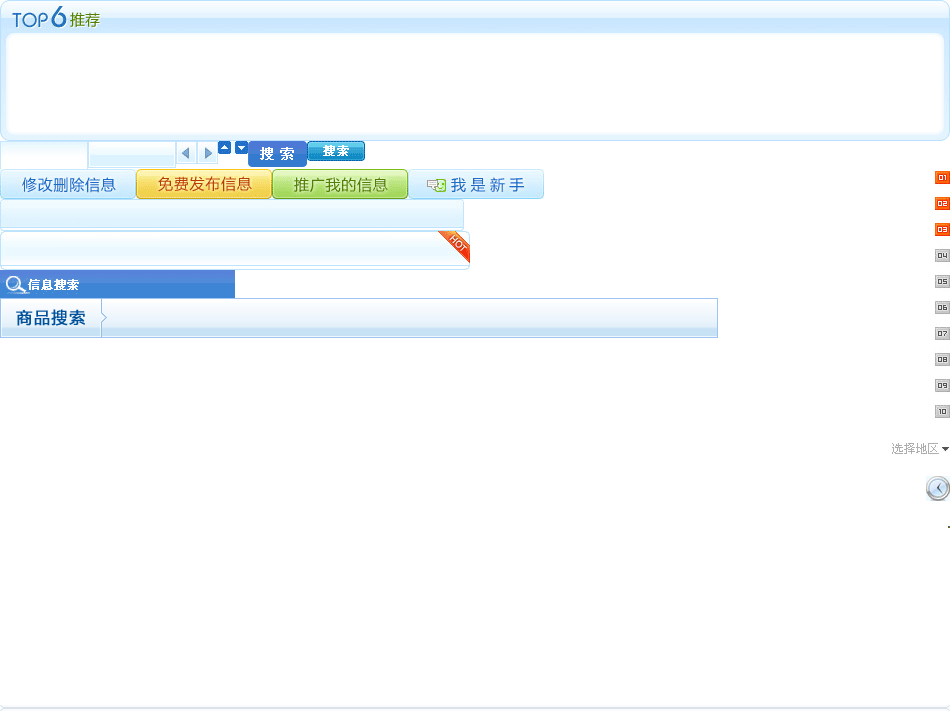 TOP6推荐
搜 索
搜索
修改删除信息
免费发布信息
推广我的信息
我 是 新 手
01
02
03
HOT
04
05
信息搜索
06
商品搜索
07
08
09
10
选择地区